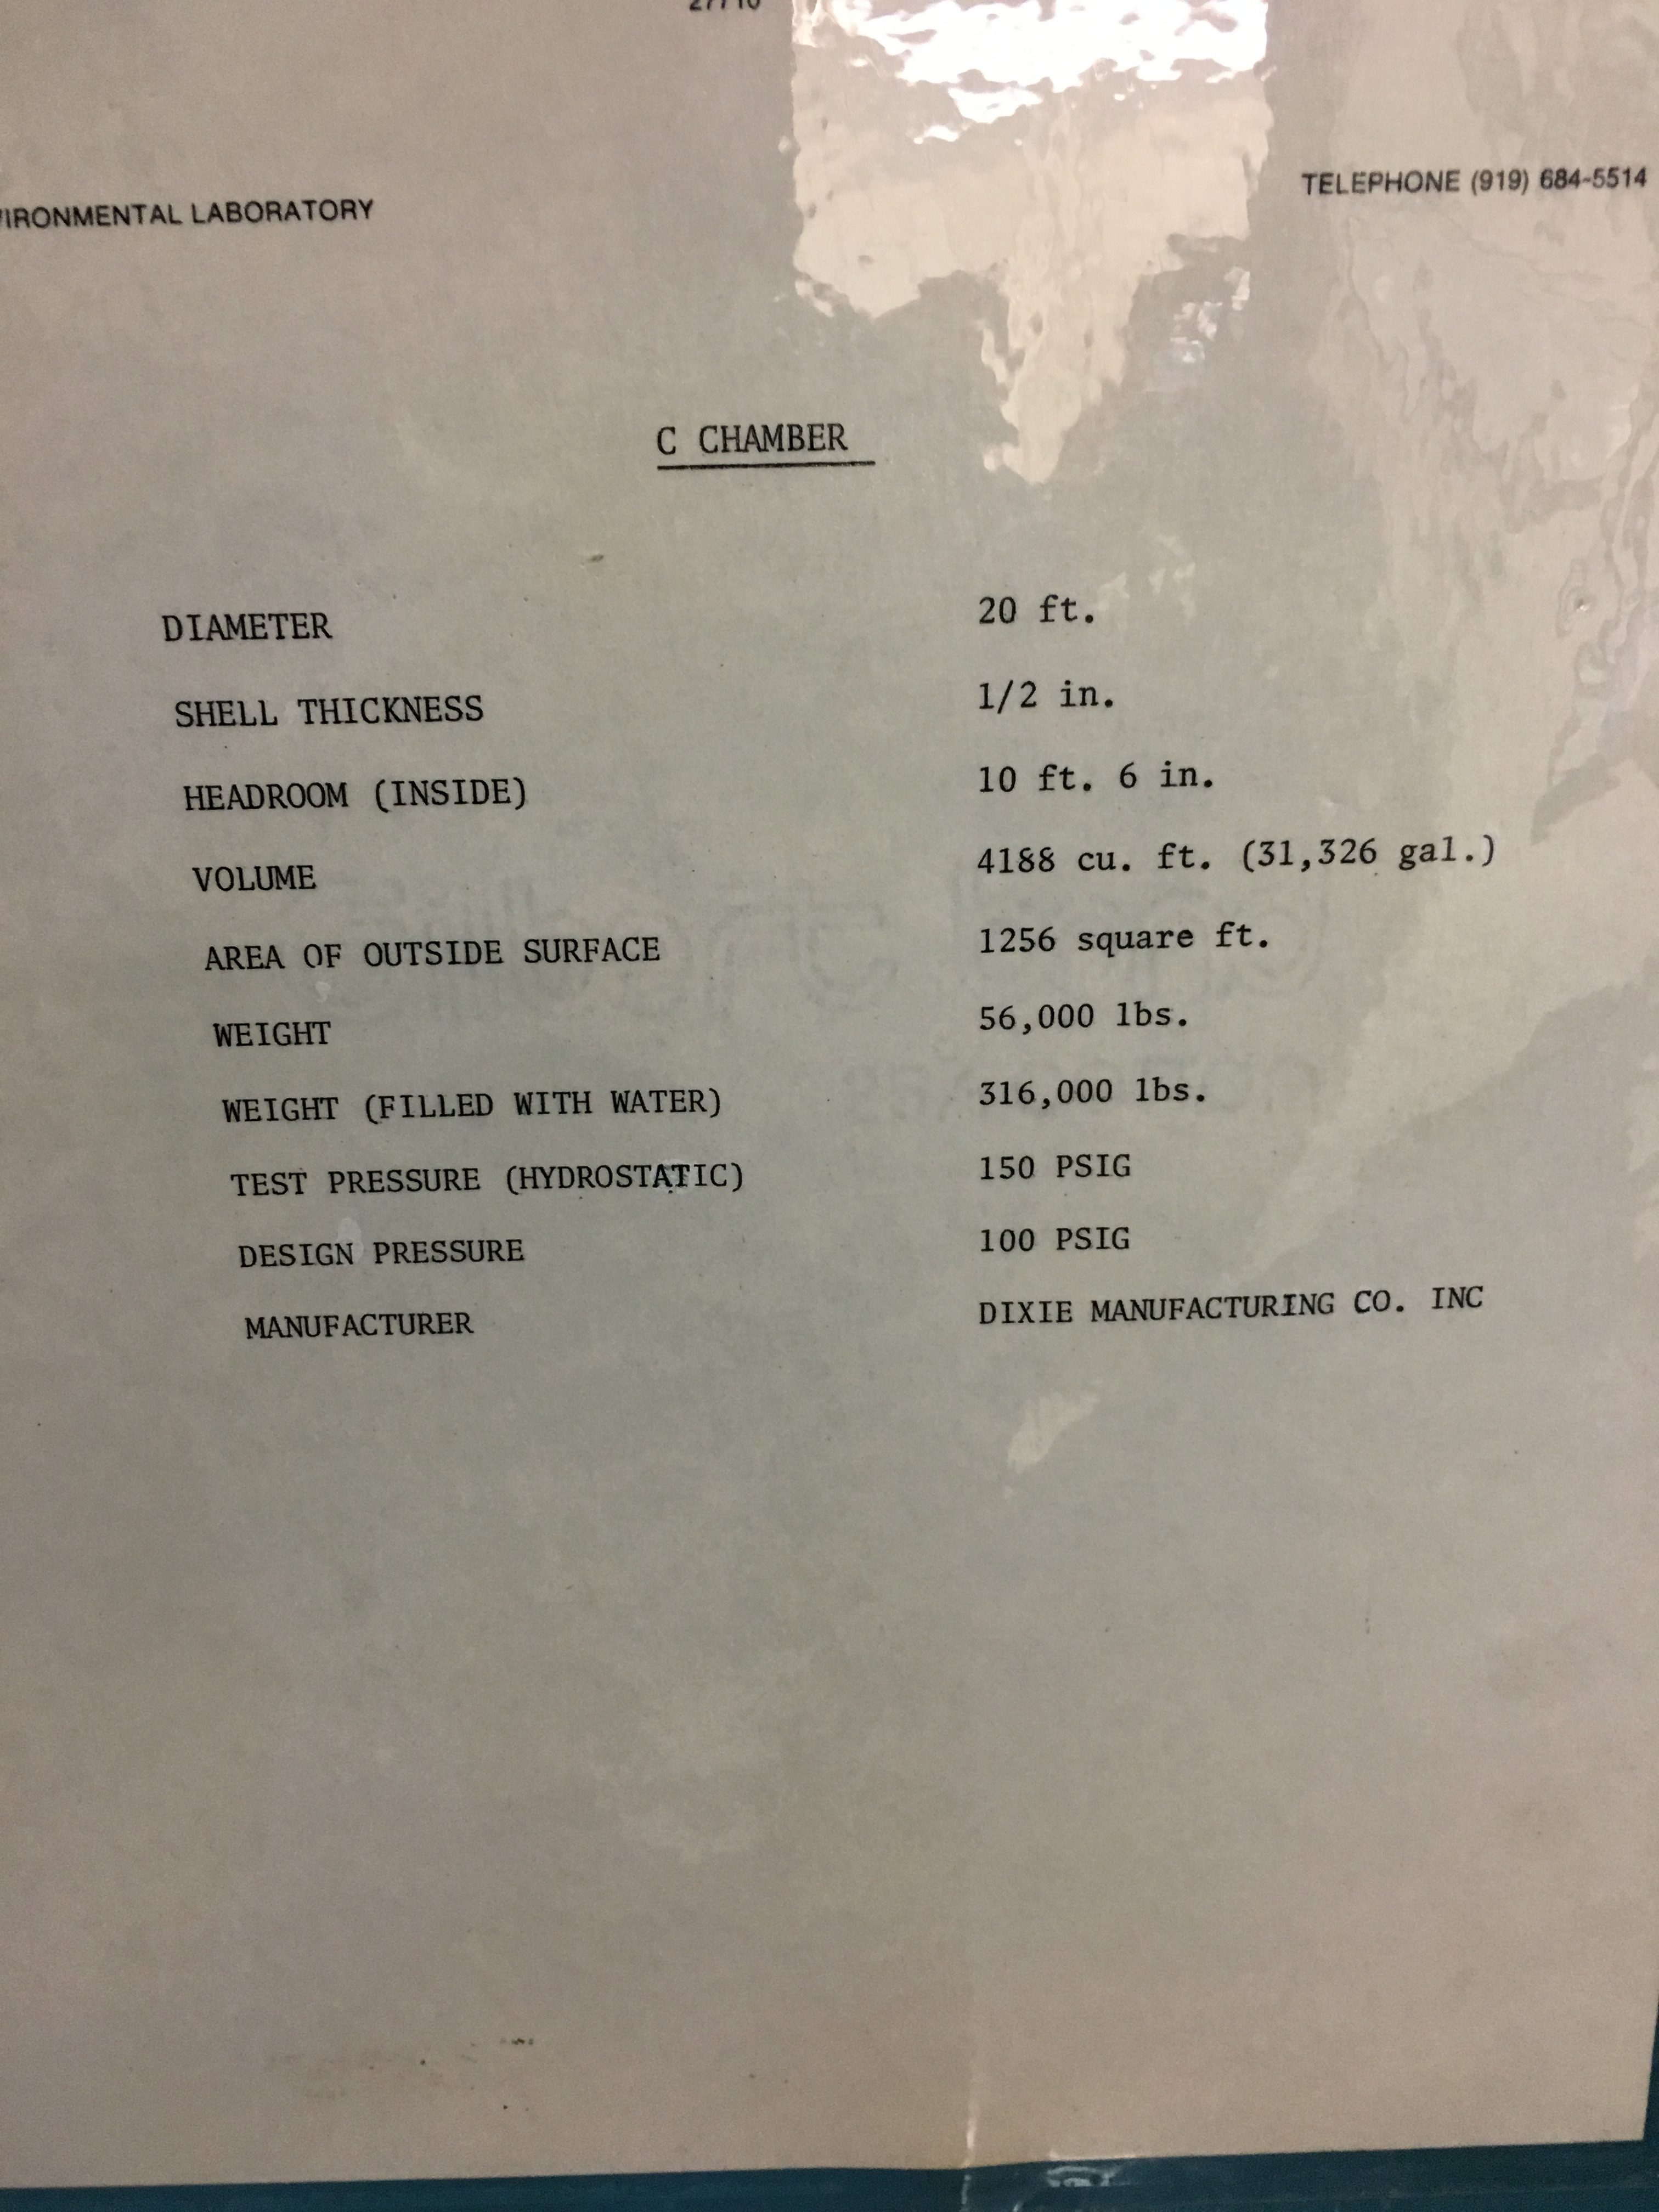 27710
VIRONMENTAL LABORATORY
TELEPHONE (919) 684-5514
C CHAMBER
DIAMETER 20 ft.
SHELL THICKNESS 1/2 in.
HEADROOM (INSIDE) 10 ft. 6 in.
VOLUME 4188 cu. ft. (31,326 gal.)
AREA OF OUTSIDE SURFACE 1256 square ft.
WEIGHT 56,000 lbs.
WEIGHT (FILLED WITH WATER) 316,000 lbs.
TEST PRESSURE (HYDROSTATIC) 150 PSIG
DESIGN PRESSURE 100 PSIG
MANUFACTURER DIXIE MANUFACTURING CO. INC